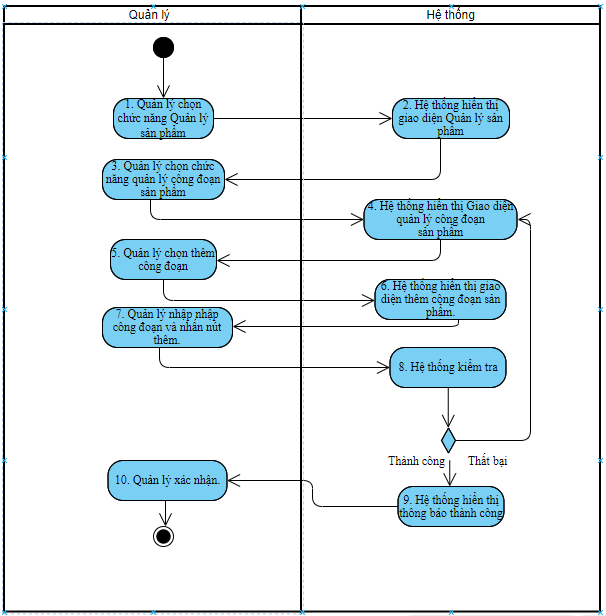 Quản lý
Hệ thống
1. Quản lý chọn
chức năng Quản lý
sản phẩm
2. Hệ thống hiển thị
giao diện Quản lý sản
phẩm
3. Quản lý chọn chức
năng quản lý công đoạn
sản phẩm
4. Hệ thống hiển thị Giao diện
quản lý công đoạn
sản phẩm
5. Quản lý chọn thêm
công đoạn
6. Hệ thống hiển thị giao
diện thêm công đoạn sản
phẩm.
7. Quản lý nhập nhập
công đoạn và nhấn nút
thêm.
8. Hệ thống kiểm tra
Thành công
Thất bại
10. Quản lý xác nhận.
9. Hệ thống hiển thị
thông báo thành công